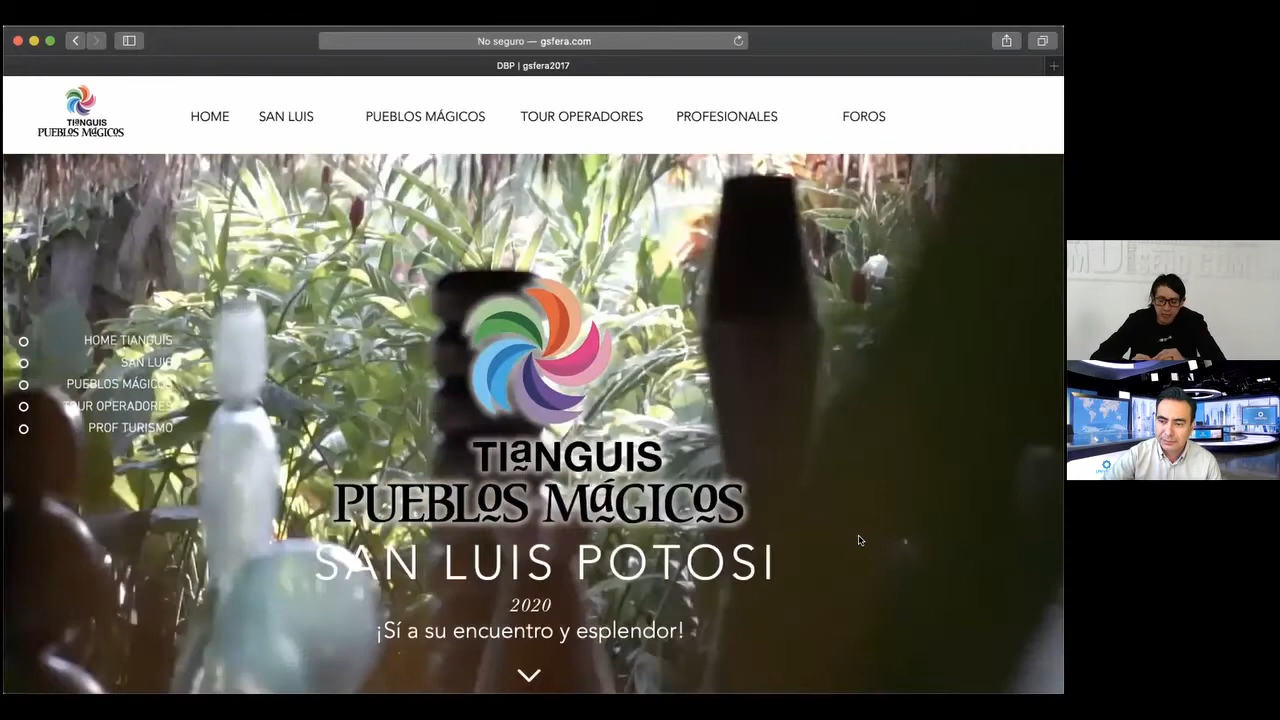 No seguro — gsfera.com
DBP | gsfera2017
TIANGUIS
PUEBLOS MáGICOS
HOME
SAN LUIS
PUEBLOS MÁGICOS
TOUR OPERADORES
PROFESIONALES
FOROS
HOME TIANGUIS
SAN LUIS
PUEBLOS MÁGICOS
TOUR OPERADORES
PROF TURISMO
TIaNGUIS
PUEBLOS MáGICOS
SAN LUIS POTOSI
2020
¡Sí a su encuentro y esplendor!